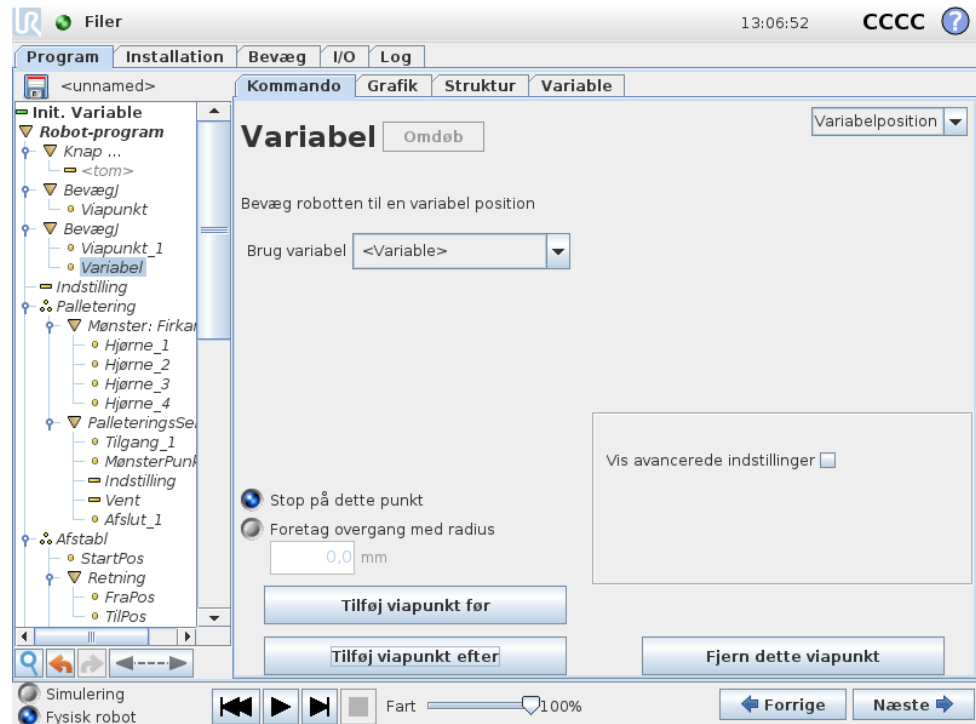 UR Filer 13:06:52 CCCC ?
Program Installation Bevæg I/O Log
<unnamed> Kommando Grafik Struktur Variable
Init. Variable
Robot-program
Knap ...
<tom>
BevægJ
Viapunkt
BevægJ
Viapunkt_1
Variabel
Indstilling
Palletering
Mønster: Firkan
Hjørne_1
Hjørne_2
Hjørne_3
Hjørne_4
PalleteringsSe
Tilgang_1
MønsterPunk
Indstilling
Vent
Afslut_1
Afstabl
StartPos
Retning
FraPos
TilPos
Variabel Omdøb Variabelposition
Bevæg robotten til en variabel position
Brug variabel <Variable>
Vis avancerede indstillinger
Stop på dette punkt
Foretag overgang med radius
0,0 mm
Tilføj viapunkt før
Tilføj viapunkt efter Fjern dette viapunkt
Simulering
Fysisk robot
Fart 100% Forrige Næste